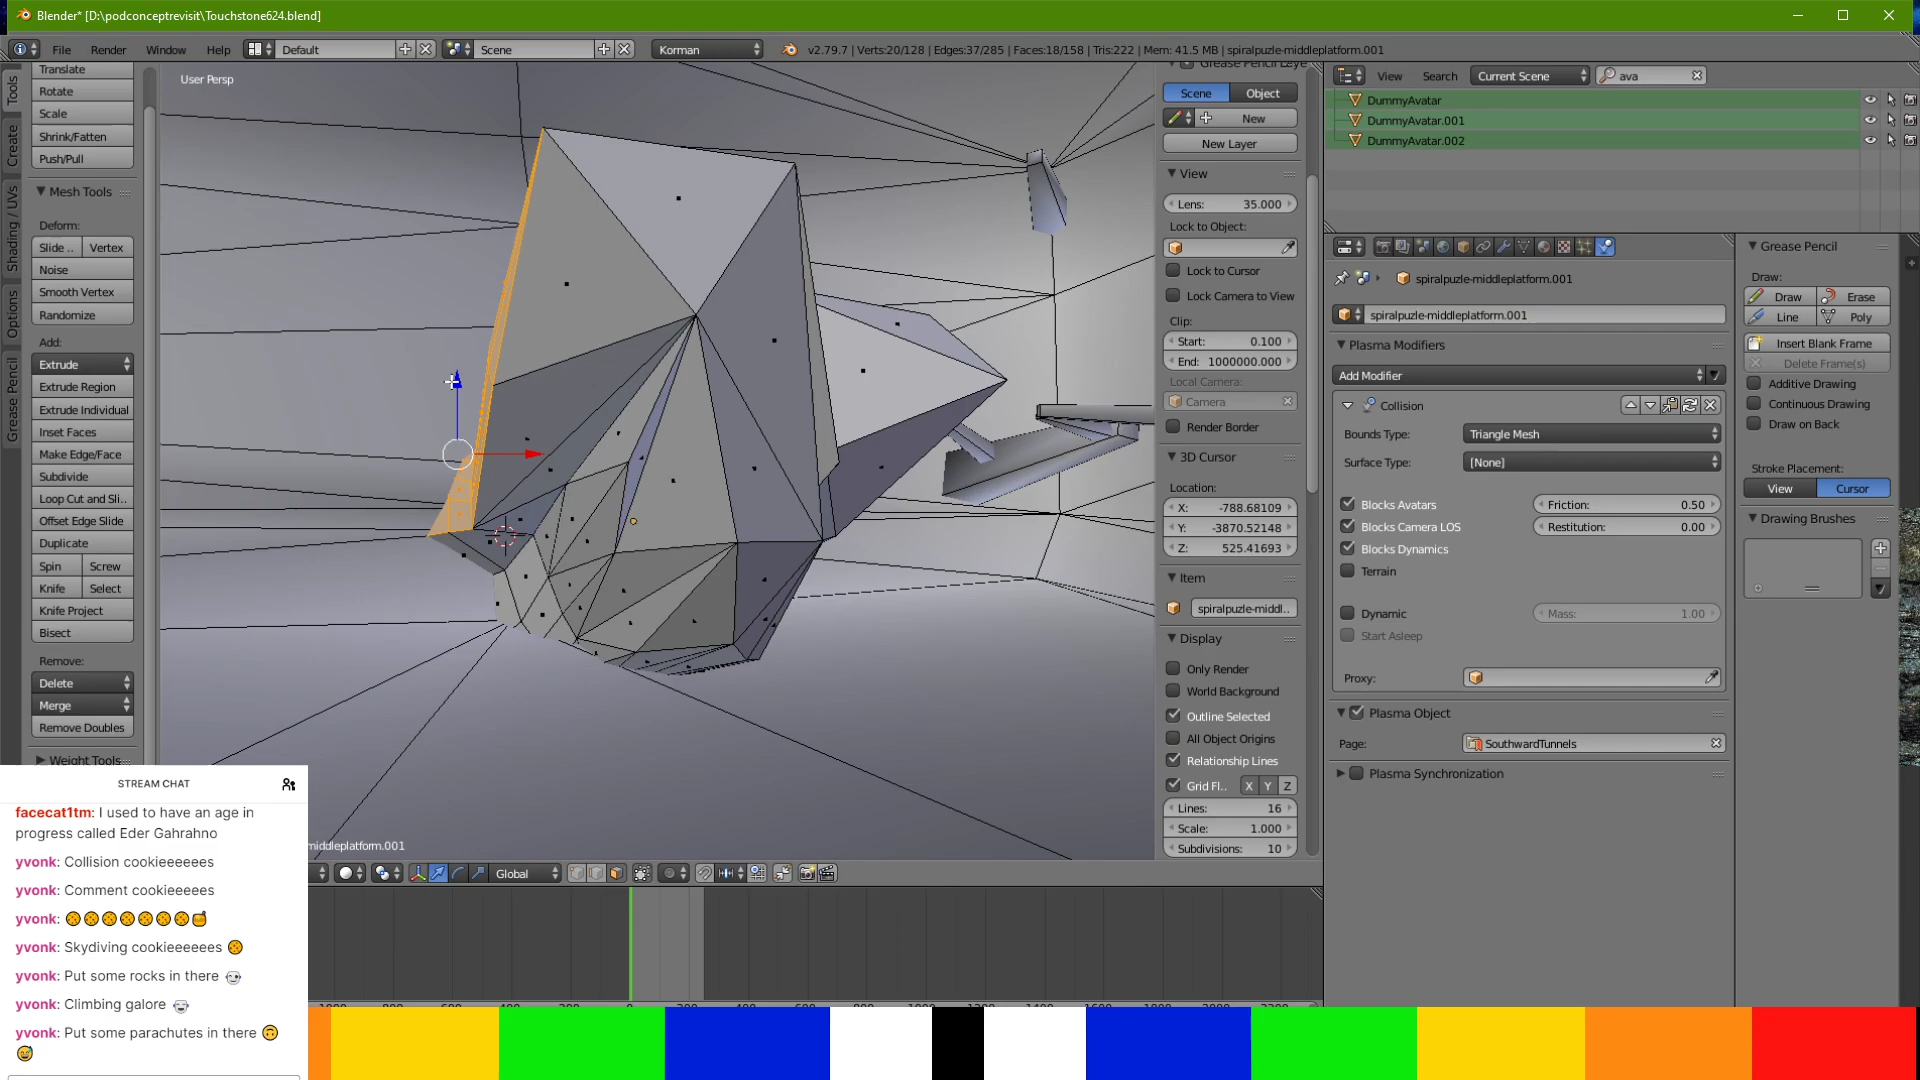 Blender* [D:\podconceptrevisit\Touchstone624.blend]
File Render Window Help Default Scene Korman v2.79.7 | Verts:20/128 | Edges:37/285 | Faces:18/158 | Tris:222 | Mem: 41.5 MB | spiralpuzle-middleplatform.001
Tools
Create
Shading / UVs
Options
Grease Pencil
Translate
Rotate
Scale
Shrink/Fatten
Push/Pull
Mesh Tools
Deform:
Slide .. Vertex
Noise
Smooth Vertex
Randomize
Add:
Extrude
Extrude Region
Extrude Individual
Inset Faces
Make Edge/Face
Subdivide
Loop Cut and Sli..
Offset Edge Slide
Duplicate
Spin Screw
Knife Select
Knife Project
Bisect
Remove:
Delete
Merge
Remove Doubles
Weight Tools
User Persp
middleplatform.001
Global
Grease Pencil Laye
Scene Object
New
New Layer
View
Lens: 35.000
Lock to Object:
Lock to Cursor
Lock Camera to View
Clip:
Start: 0.100
End: 1000000.000
Local Camera:
Camera
Render Border
3D Cursor
Location:
X: -788.68109
Y: -3870.52148
Z: 525.41693
Item
spiralpuzle-middl..
Display
Only Render
World Background
Outline Selected
All Object Origins
Relationship Lines
Grid Fl.. X Y Z
Lines: 16
Scale: 1.000
Subdivisions: 10
View Search Current Scene ava
DummyAvatar
DummyAvatar.001
DummyAvatar.002
spiralpuzle-middleplatform.001
spiralpuzle-middleplatform.001
Plasma Modifiers
Add Modifier
Collision
Bounds Type: Triangle Mesh
Surface Type: [None]
Blocks Avatars Friction: 0.50
Blocks Camera LOS Restitution: 0.00
Blocks Dynamics
Terrain
Dynamic Mass: 1.00
Start Asleep
Proxy:
Plasma Object
Page: SouthwardTunnels
Plasma Synchronization
Grease Pencil
Draw:
Draw Erase
Line Poly
Insert Blank Frame
Delete Frame(s)
Additive Drawing
Continuous Drawing
Draw on Back
Stroke Placement:
View Cursor
Drawing Brushes
STREAM CHAT
facecat1tm: I used to have an age in
progress called Eder Gahrahno
yvonk: Collision cookieeeeees
yvonk: Comment cookieeeeees
yvonk:
yvonk: Skydiving cookieeeeees
yvonk: Put some rocks in there
yvonk: Climbing galore
yvonk: Put some parachutes in there